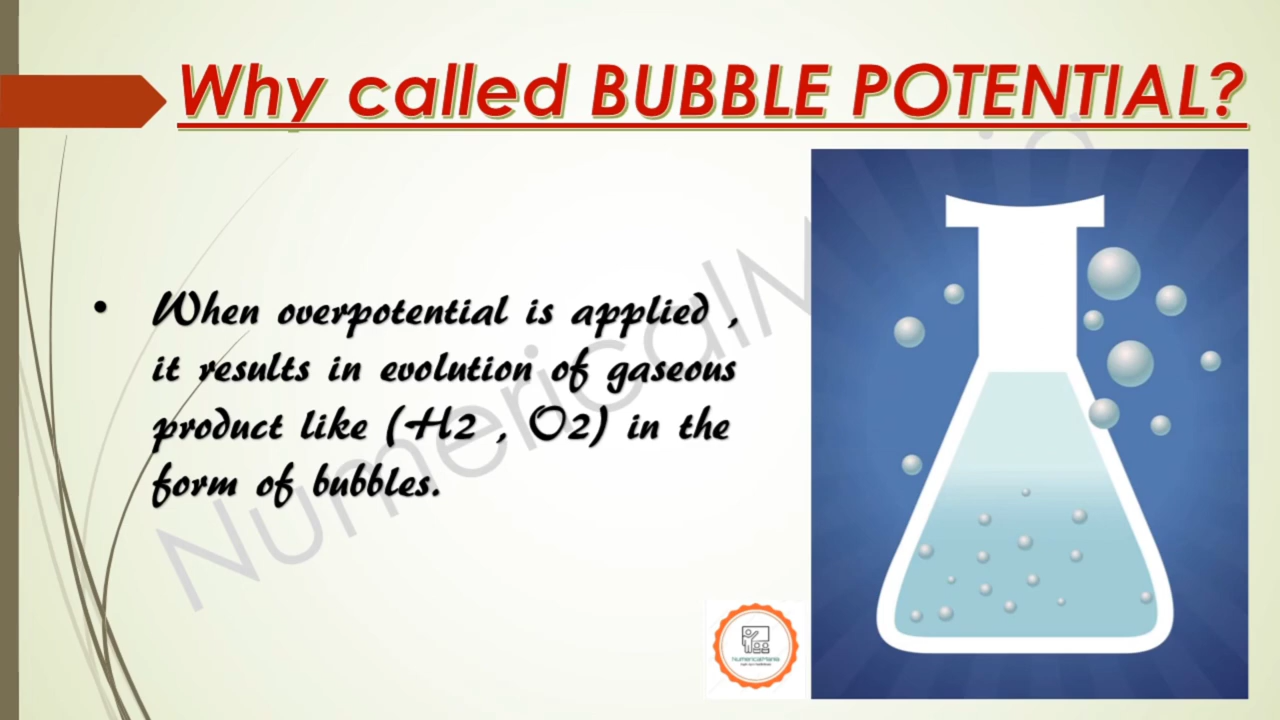 Why called BUBBLE POTENTIAL?
• When overpotential is applied ,
it results in evolution of gaseous
product like (H2 , O2) in the
form of bubbles.
NumericalMania